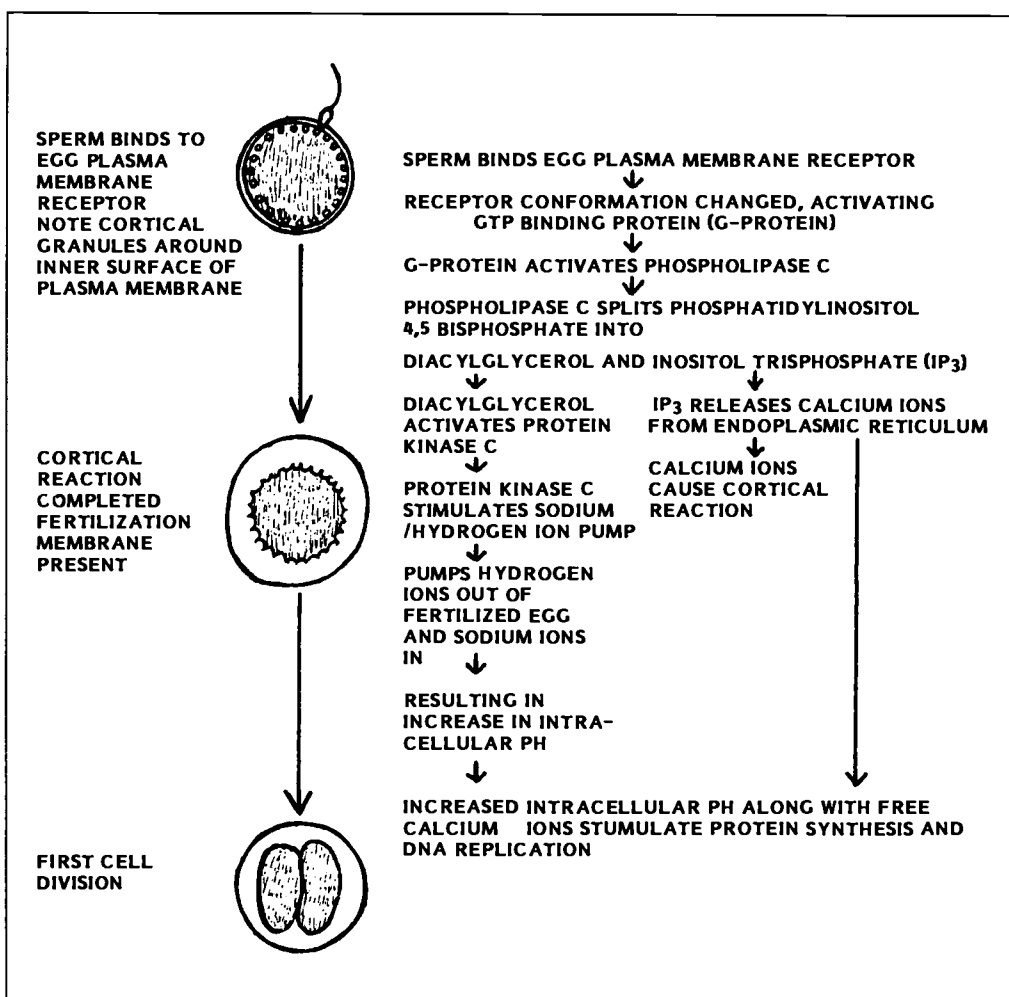 SPERM BINDS TO
EGG PLASMA
MEMBRANE
RECEPTOR
NOTE CORTICAL
GRANULES AROUND
INNER SURFACE OF
PLASMA MEMBRANE
CORTICAL
REACTION
COMPLETED
FERTILIZATION
MEMBRANE
PRESENT
FIRST CELL
DIVISION
SPERM BINDS EGG PLASMA MEMBRANE RECEPTOR
RECEPTOR CONFORMATION CHANGED, ACTIVATING
GTP BINDING PROTEIN (G-PROTEIN)
G-PROTEIN ACTIVATES PHOSPHOLIPASE C
PHOSPHOLIPASE C SPLITS PHOSPHATIDYLINOSITOL
4,5 BISPHOSPHATE INTO
DIACYLGLYCEROL AND INOSITOL TRISPHOSPHATE (IP3)
DIACYLGLYCEROL
ACTIVATES PROTEIN
KINASE C
PROTEIN KINASE C
STIMULATES SODIUM
/HYDROGEN ION PUMP
PUMPS HYDROGEN
IONS OUT OF
FERTILIZED EGG
AND SODIUM IONS
IN
RESULTING IN
INCREASE IN INTRA-
CELLULAR PH
IP3 RELEASES CALCIUM IONS
FROM ENDOPLASMIC RETICULUM
CALCIUM IONS
CAUSE CORTICAL
REACTION
INCREASED INTRACELLULAR PH ALONG WITH FREE
CALCIUM IONS STUMULATE PROTEIN SYNTHESIS AND
DNA REPLICATION